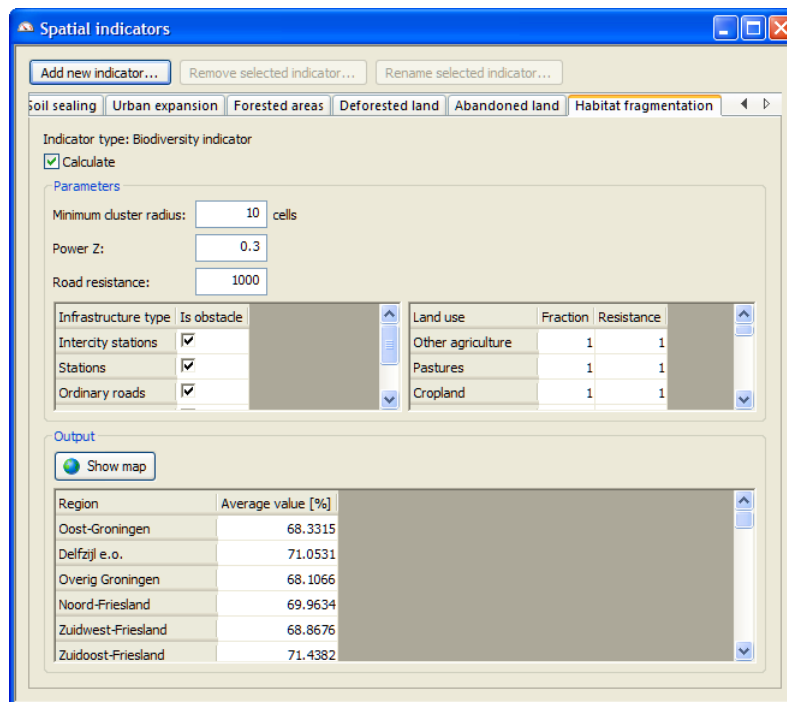 Spatial indicators
Add new indicator... Remove selected indicator... Rename selected indicator...
Soil sealing Urban expansion Forested areas Deforested land Abandoned land Habitat fragmentation
Indicator type: Biodiversity indicator
Calculate
Parameters
Minimum cluster radius: 10 cells
Power Z: 0.3
Road resistance: 1000
Infrastructure type Is obstacle
Intercity stations
Stations
Ordinary roads
Land use Fraction Resistance
Other agriculture 1 1
Pastures 1 1
Cropland 1 1
Output
Show map
Region Average value [%]
Oost-Groningen 68.3315
Delfzijl e.o. 71.0531
Overig Groningen 68.1066
Noord-Friesland 69.9634
Zuidwest-Friesland 68.8676
Zuidoost-Friesland 71.4382